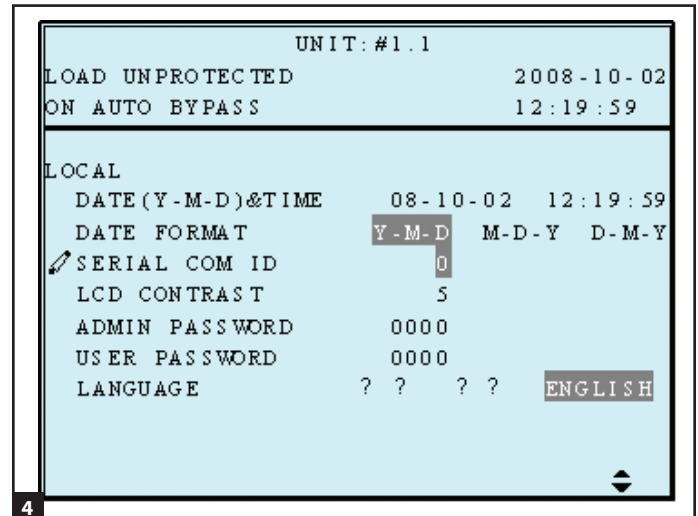 UNIT:#1.1
LOAD UNPROTECTED 2008-10-02
ON AUTO BYPASS 12:19:59
LOCAL
DATE(Y-M-D)&TIME 08-10-02 12:19:59
DATE FORMAT Y-M-D M-D-Y D-M-Y
SERIAL COM ID 0
LCD CONTRAST 5
ADMIN PASSWORD 0000
USER PASSWORD 0000
LANGUAGE ? ? ? ? ENGLISH
4